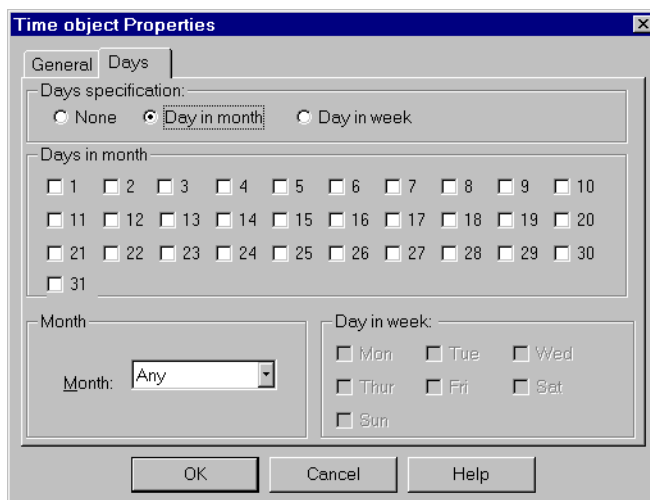 Time object Properties
General Days
Days specification:
None Day in month Day in week
Days in month
1 2 3 4 5 6 7 8 9 10
11 12 13 14 15 16 17 18 19 20
21 22 23 24 25 26 27 28 29 30
31
Month
Month: Any
Day in week:
Mon Tue Wed
Thur Fri Sat
Sun
OK Cancel Help